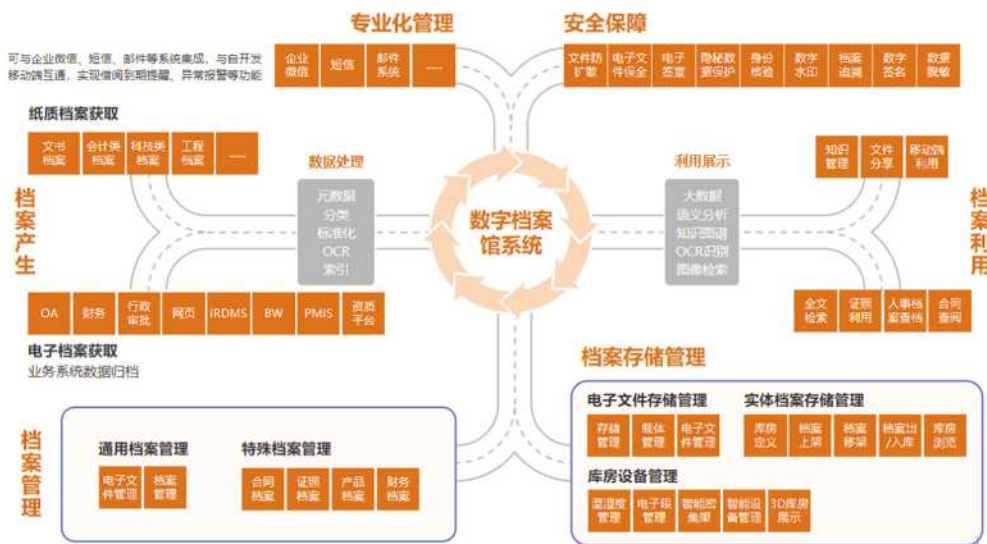 专业化管理
安全保障
可与企业微信、短信、邮件等系统集成，与自开发
移动端互通，实现借阅到期提醒、异常报警等功能
企业
微信
短信
邮件
系统
......
文件防
扩散
电子文
件保全
电子
签章
隐秘数
据保护
身份
核验
数字
水印
档案
追溯
数字
签名
数据
脱敏
纸质档案获取
文书
档案
会计类
档案
科技类
档案
工程
档案
......
档案产生
数据处理
元数据
分类
标准化
OCR
索引
数字档案
馆系统
利用展示
大数据
语义分析
知识图谱
OCR识别
图像检索
知识
管理
文件
分享
移动端
利用
档案利用
OA
财务
行政
审批
网页
iRDMS
BW
PMIS
资质
平台
电子档案获取
业务系统数据归档
全文
检索
证照
利用
人事档
案查档
合同
查阅
档案存储管理
档案管理
通用档案管理
电子文
件管理
档案
管理
特殊档案管理
合同
档案
证照
档案
产品
档案
财务
档案
电子文件存储管理
存储
管理
载体
管理
电子文
件管理
实体档案存储管理
库房
定义
档案
上架
档案
移架
档案出
/入库
库房
浏览
库房设备管理
温湿度
管理
电子眼
管理
智能密
集架
智能设
备管理
3D库房
展示